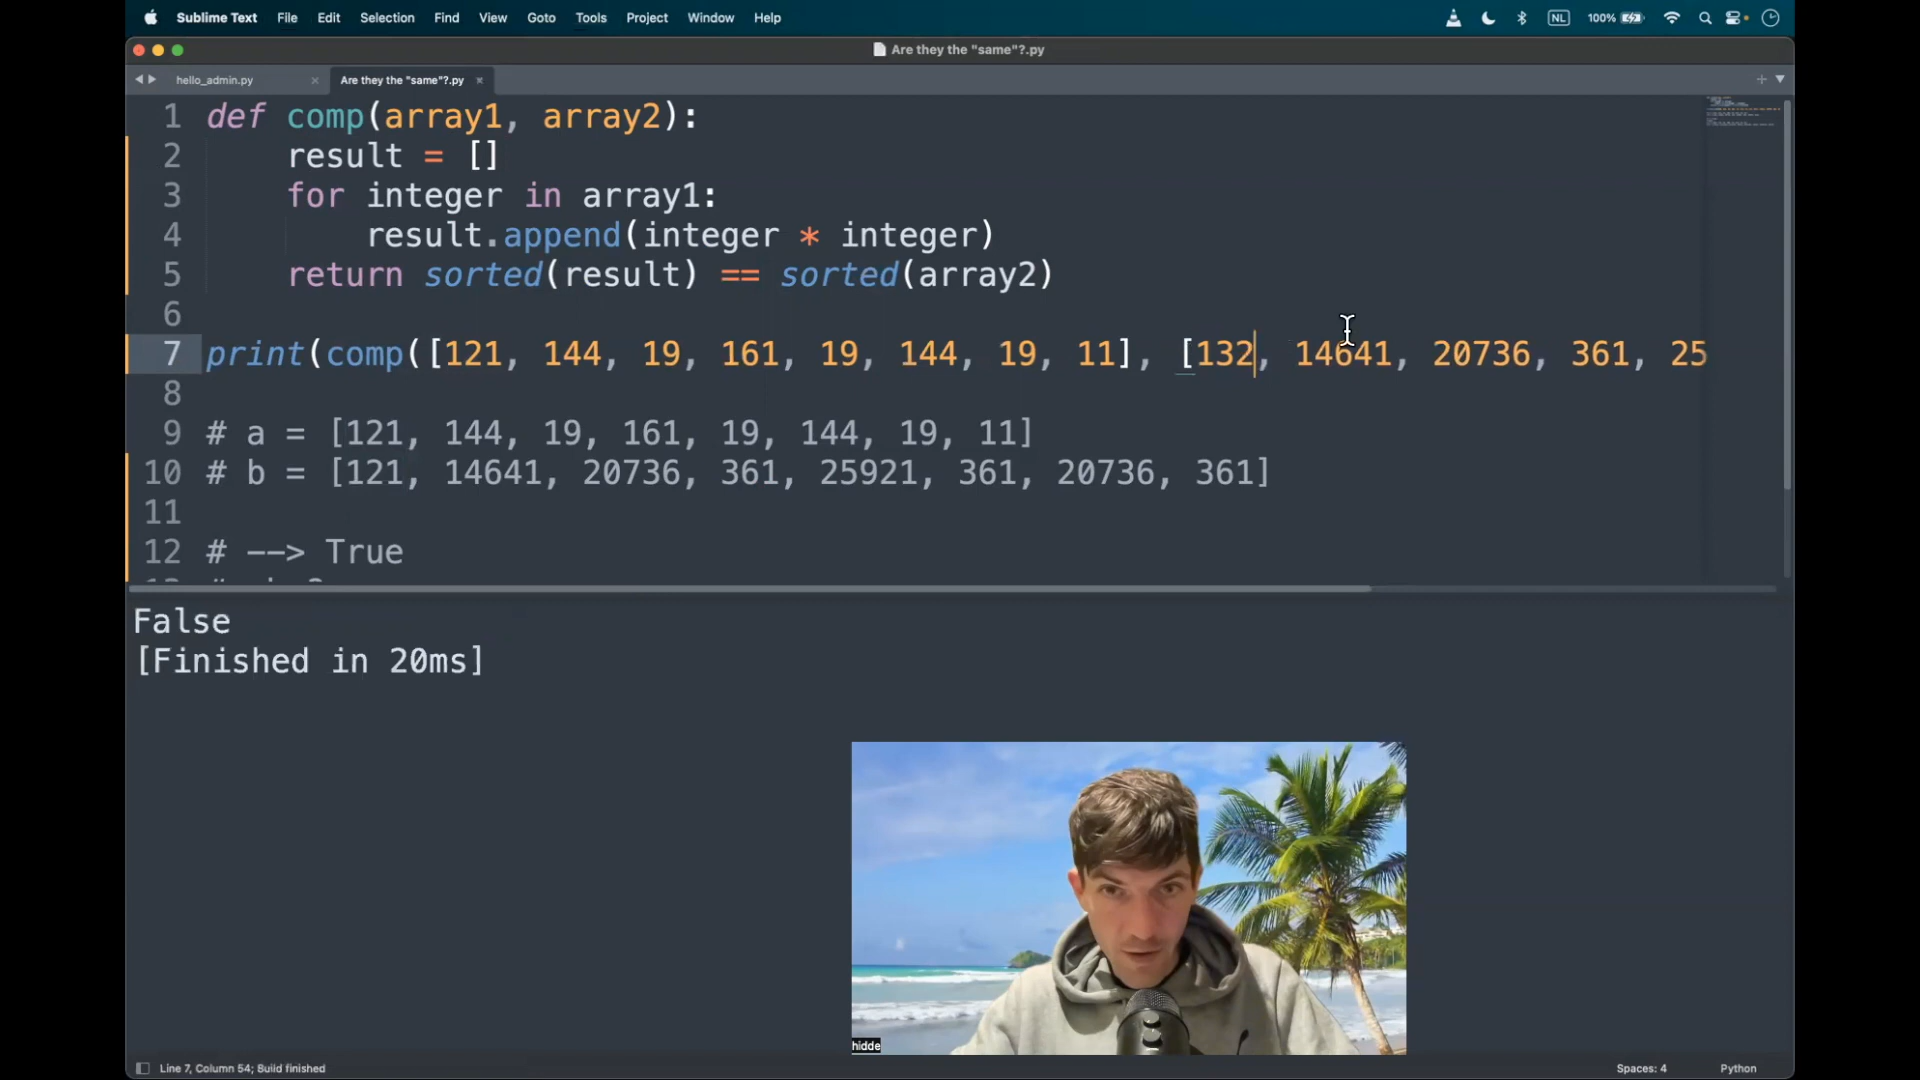 Sublime Text File Edit Selection Find View Goto Tools Project Window Help NL 100%
Are they the "same"?.py
hello_admin.py Are they the "same"?.py
1 def comp(array1, array2):
2 result = []
3 for integer in array1:
4 result.append(integer * integer)
5 return sorted(result) == sorted(array2)
6
7 print(comp([121, 144, 19, 161, 19, 144, 19, 11], [132, 14641, 20736, 361, 25
8
9 # a = [121, 144, 19, 161, 19, 144, 19, 11]
10 # b = [121, 14641, 20736, 361, 25921, 361, 20736, 361]
11
12 # --> True
False
[Finished in 20ms]
hidde
Line 7, Column 54; Build finished Spaces: 4 Python